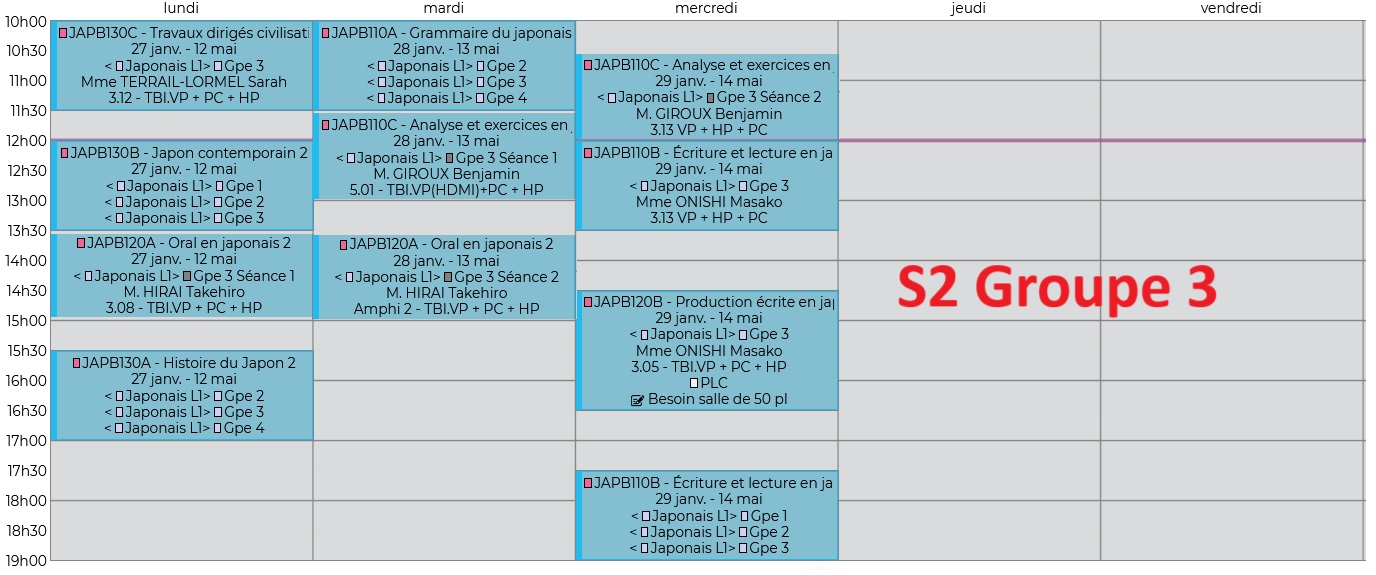 lundi mardi mercredi jeudi vendredi
10h00
10h30
11h00
11h30
12h00
12h30
13h00
13h30
14h00
14h30
15h00
15h30
16h00
16h30
17h00
17h30
18h00
18h30
19h00
JAPB130C - Travaux dirigés civilisati
27 janv. - 12 mai
< Japonais L1> Gpe 3
Mme TERRAIL-LORMEL Sarah
3.12 - TBI.VP + PC + HP
JAPB130B - Japon contemporain 2
27 janv. - 12 mai
< Japonais L1> Gpe 1
< Japonais L1> Gpe 2
< Japonais L1> Gpe 3
JAPB120A - Oral en japonais 2
27 janv. - 12 mai
< Japonais L1> Gpe 3 Séance 1
M. HIRAI Takehiro
3.08 - TBI.VP + PC + HP
JAPB130A - Histoire du Japon 2
27 janv. - 12 mai
< Japonais L1> Gpe 2
< Japonais L1> Gpe 3
< Japonais L1> Gpe 4
JAPB110A - Grammaire du japonais
28 janv. - 13 mai
< Japonais L1> Gpe 2
< Japonais L1> Gpe 3
< Japonais L1> Gpe 4
JAPB110C - Analyse et exercices en
28 janv. - 13 mai
< Japonais L1> Gpe 3 Séance 1
M. GIROUX Benjamin
5.01 - TBI.VP(HDMI)+PC + HP
JAPB120A - Oral en japonais 2
28 janv. - 13 mai
< Japonais L1> Gpe 3 Séance 2
M. HIRAI Takehiro
Amphi 2 - TBI.VP + PC + HP
JAPB110C - Analyse et exercices en
29 janv. - 14 mai
< Japonais L1> Gpe 3 Séance 2
M. GIROUX Benjamin
3.13 VP + HP + PC
JAPB110B - Écriture et lecture en ja
29 janv. - 14 mai
< Japonais L1> Gpe 3
Mme ONISHI Masako
3.13 VP + HP + PC
JAPB120B - Production écrite en jap
29 janv. - 14 mai
< Japonais L1> Gpe 3
Mme ONISHI Masako
3.05 - TBI.VP + PC + HP
PLC
Besoin salle de 50 pl
JAPB110B - Écriture et lecture en ja
29 janv. - 14 mai
< Japonais L1> Gpe 1
< Japonais L1> Gpe 2
< Japonais L1> Gpe 3
S2 Groupe 3